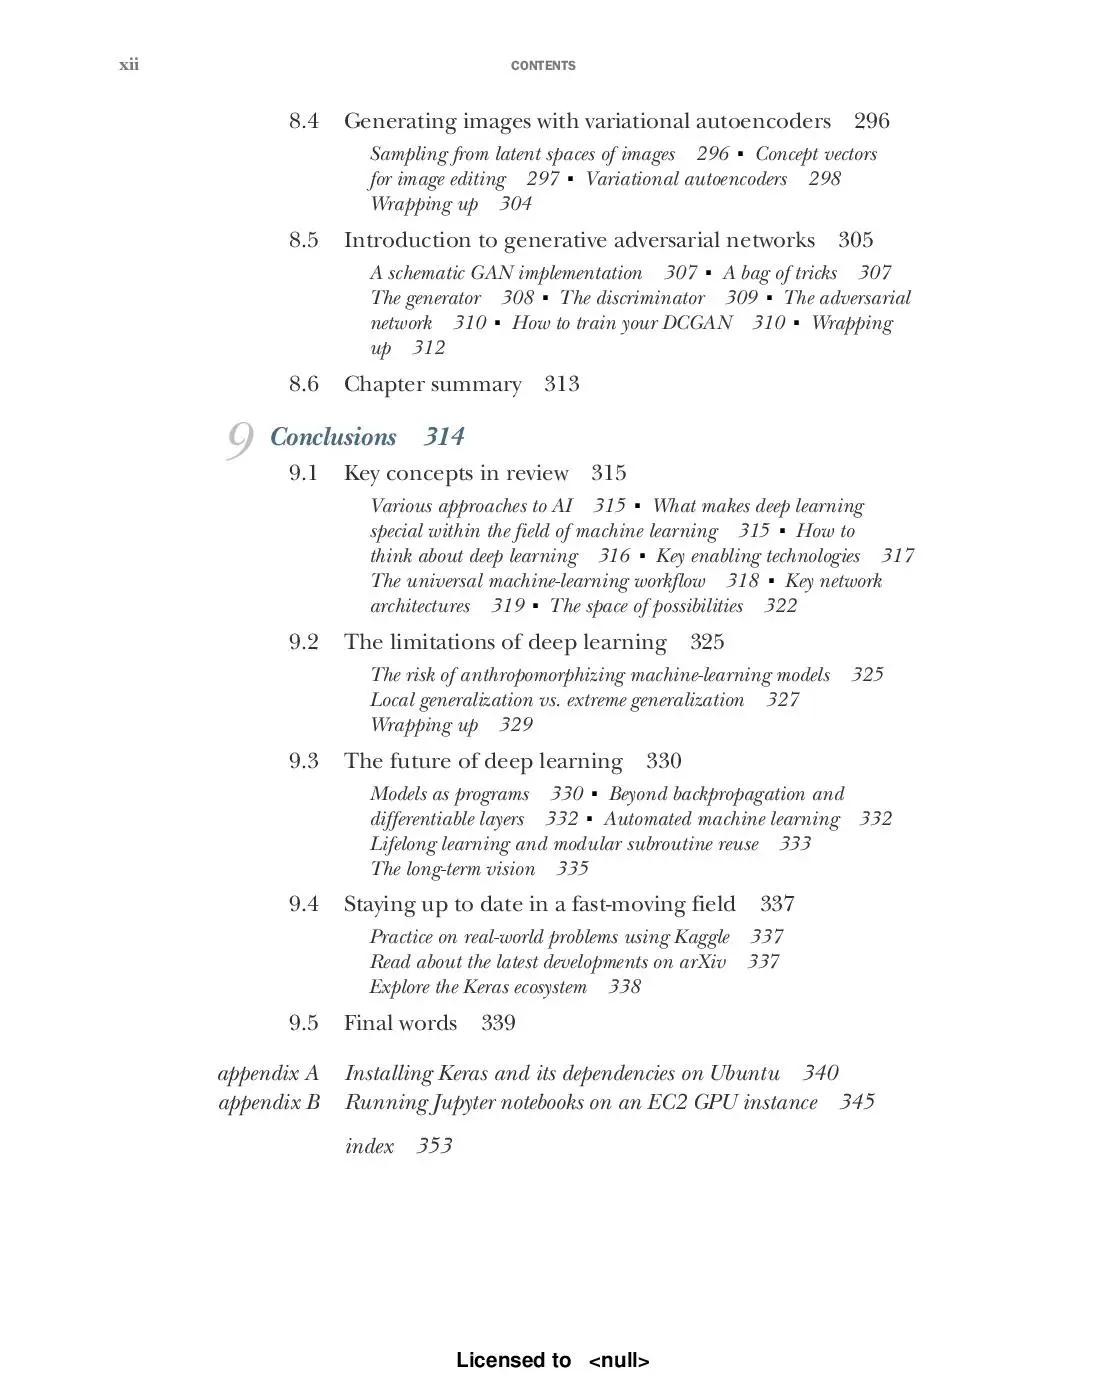 xii
CONTENTS
8.4 Generating images with variational autoencoders 296
Sampling from latent spaces of images 296 ▪ Concept vectors
for image editing 297 ▪ Variational autoencoders 298
Wrapping up 304
8.5 Introduction to generative adversarial networks 305
A schematic GAN implementation 307 ▪ A bag of tricks 307
The generator 308 ▪ The discriminator 309 ▪ The adversarial
network 310 ▪ How to train your DCGAN 310 ▪ Wrapping
up 312
8.6 Chapter summary 313
9 Conclusions 314
9.1 Key concepts in review 315
Various approaches to AI 315 ▪ What makes deep learning
special within the field of machine learning 315 ▪ How to
think about deep learning 316 ▪ Key enabling technologies 317
The universal machine-learning workflow 318 ▪ Key network
architectures 319 ▪ The space of possibilities 322
9.2 The limitations of deep learning 325
The risk of anthropomorphizing machine-learning models 325
Local generalization vs. extreme generalization 327
Wrapping up 329
9.3 The future of deep learning 330
Models as programs 330 ▪ Beyond backpropagation and
differentiable layers 332 ▪ Automated machine learning 332
Lifelong learning and modular subroutine reuse 333
The long-term vision 335
9.4 Staying up to date in a fast-moving field 337
Practice on real-world problems using Kaggle 337
Read about the latest developments on arXiv 337
Explore the Keras ecosystem 338
9.5 Final words 339
appendix A Installing Keras and its dependencies on Ubuntu 340
appendix B Running Jupyter notebooks on an EC2 GPU instance 345
index 353
Licensed to <null>